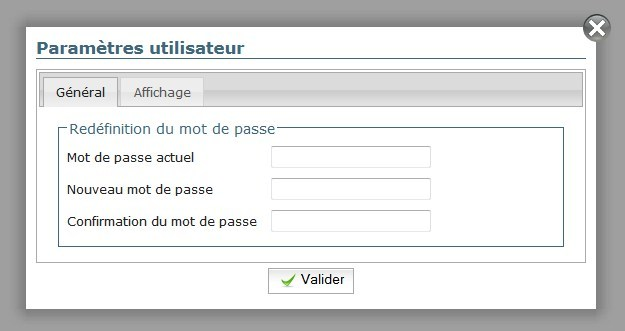 Paramètres utilisateur
Général
Affichage
Redéfinition du mot de passe
Mot de passe actuel
Nouveau mot de passe
Confirmation du mot de passe
Valider